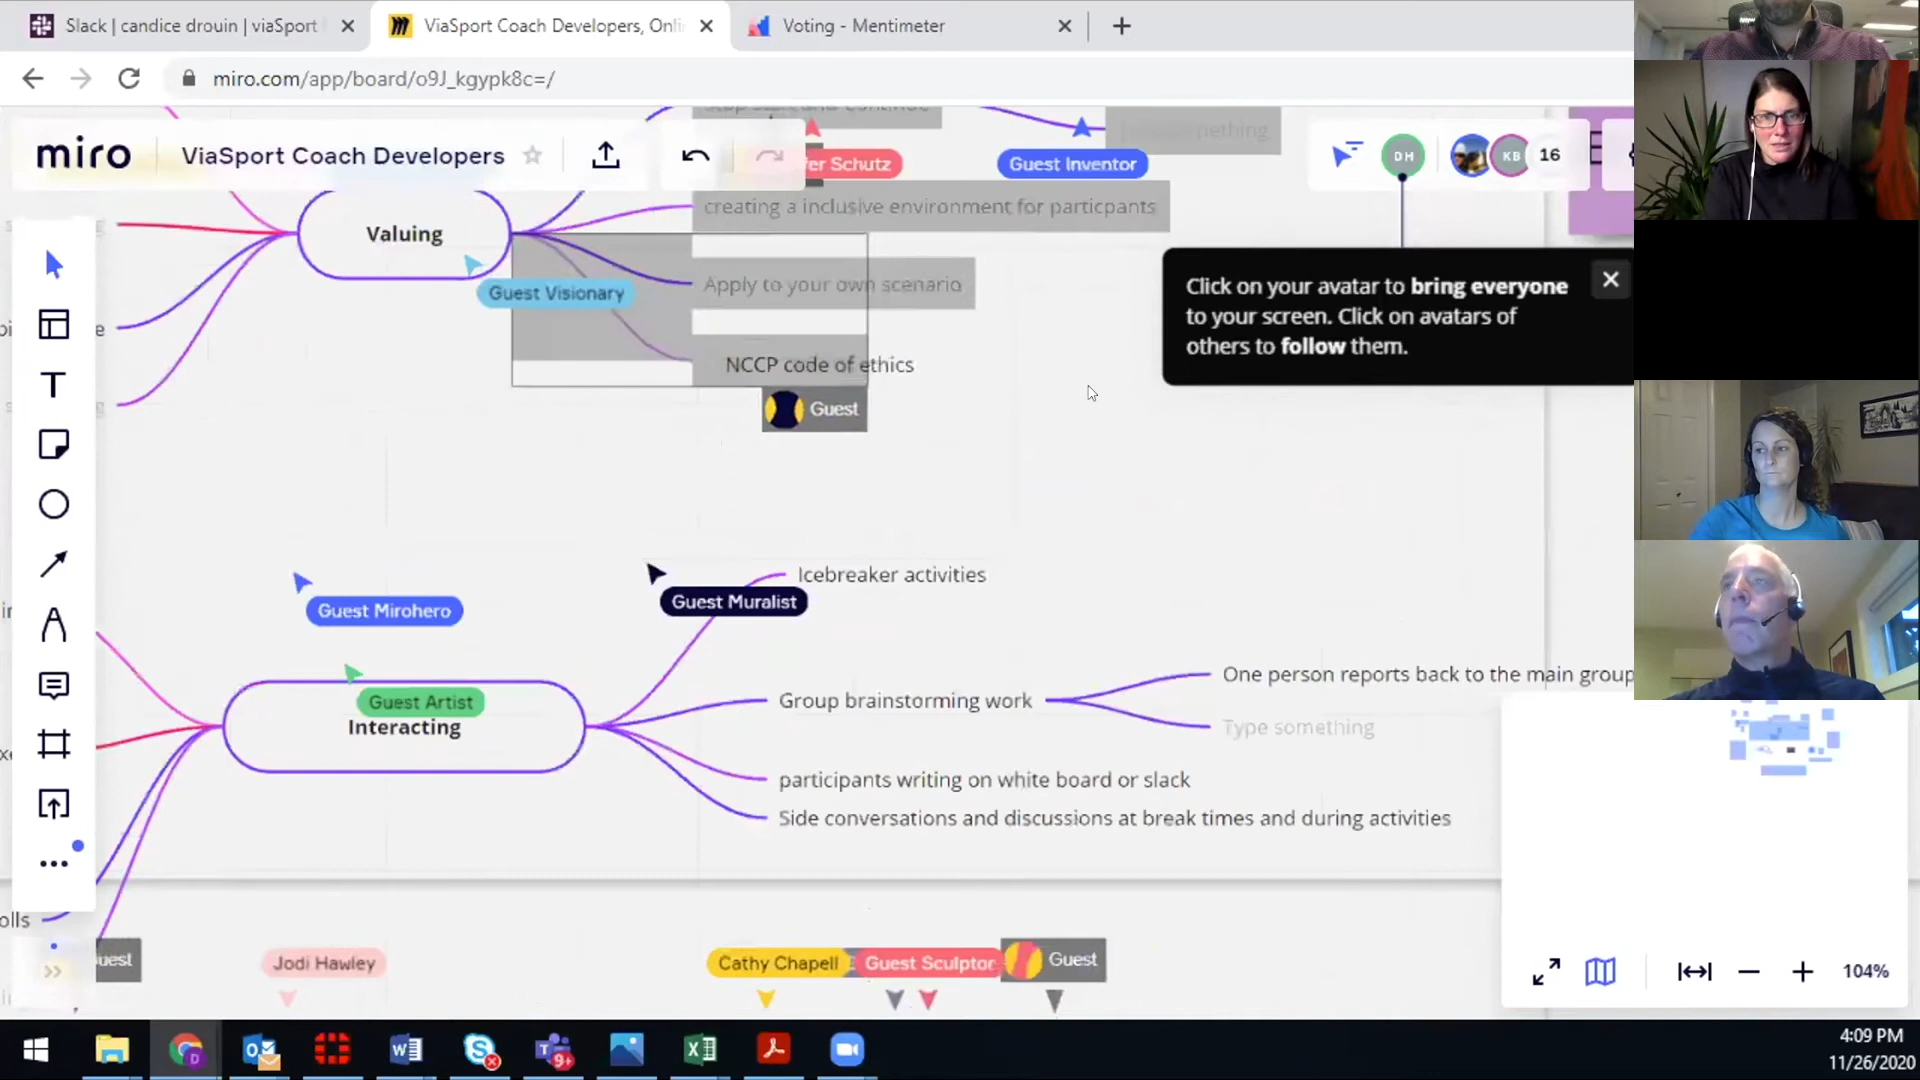 Slack | candice drouin | viaSport
ViaSport Coach Developers, Onli
Voting - Mentimeter
miro.com/app/board/o9J_kgypk8c=/
miro
ViaSport Coach Developers
fer Schutz
Guest Inventor
DH
KB
16
creating a inclusive environment for particpants
Valuing
Guest Visionary
Apply to your own scenario
Click on your avatar to bring everyone
to your screen. Click on avatars of
others to follow them.
NCCP code of ethics
Guest
Icebreaker activities
Guest Mirohero
Guest Muralist
Guest Artist
Interacting
Group brainstorming work
One person reports back to the main group
Type something
participants writing on white board or slack
Side conversations and discussions at break times and during activities
olls
uest
Jodi Hawley
Cathy Chapell
Guest Sculptor
Guest
104%
9+
4:09 PM
11/26/2020